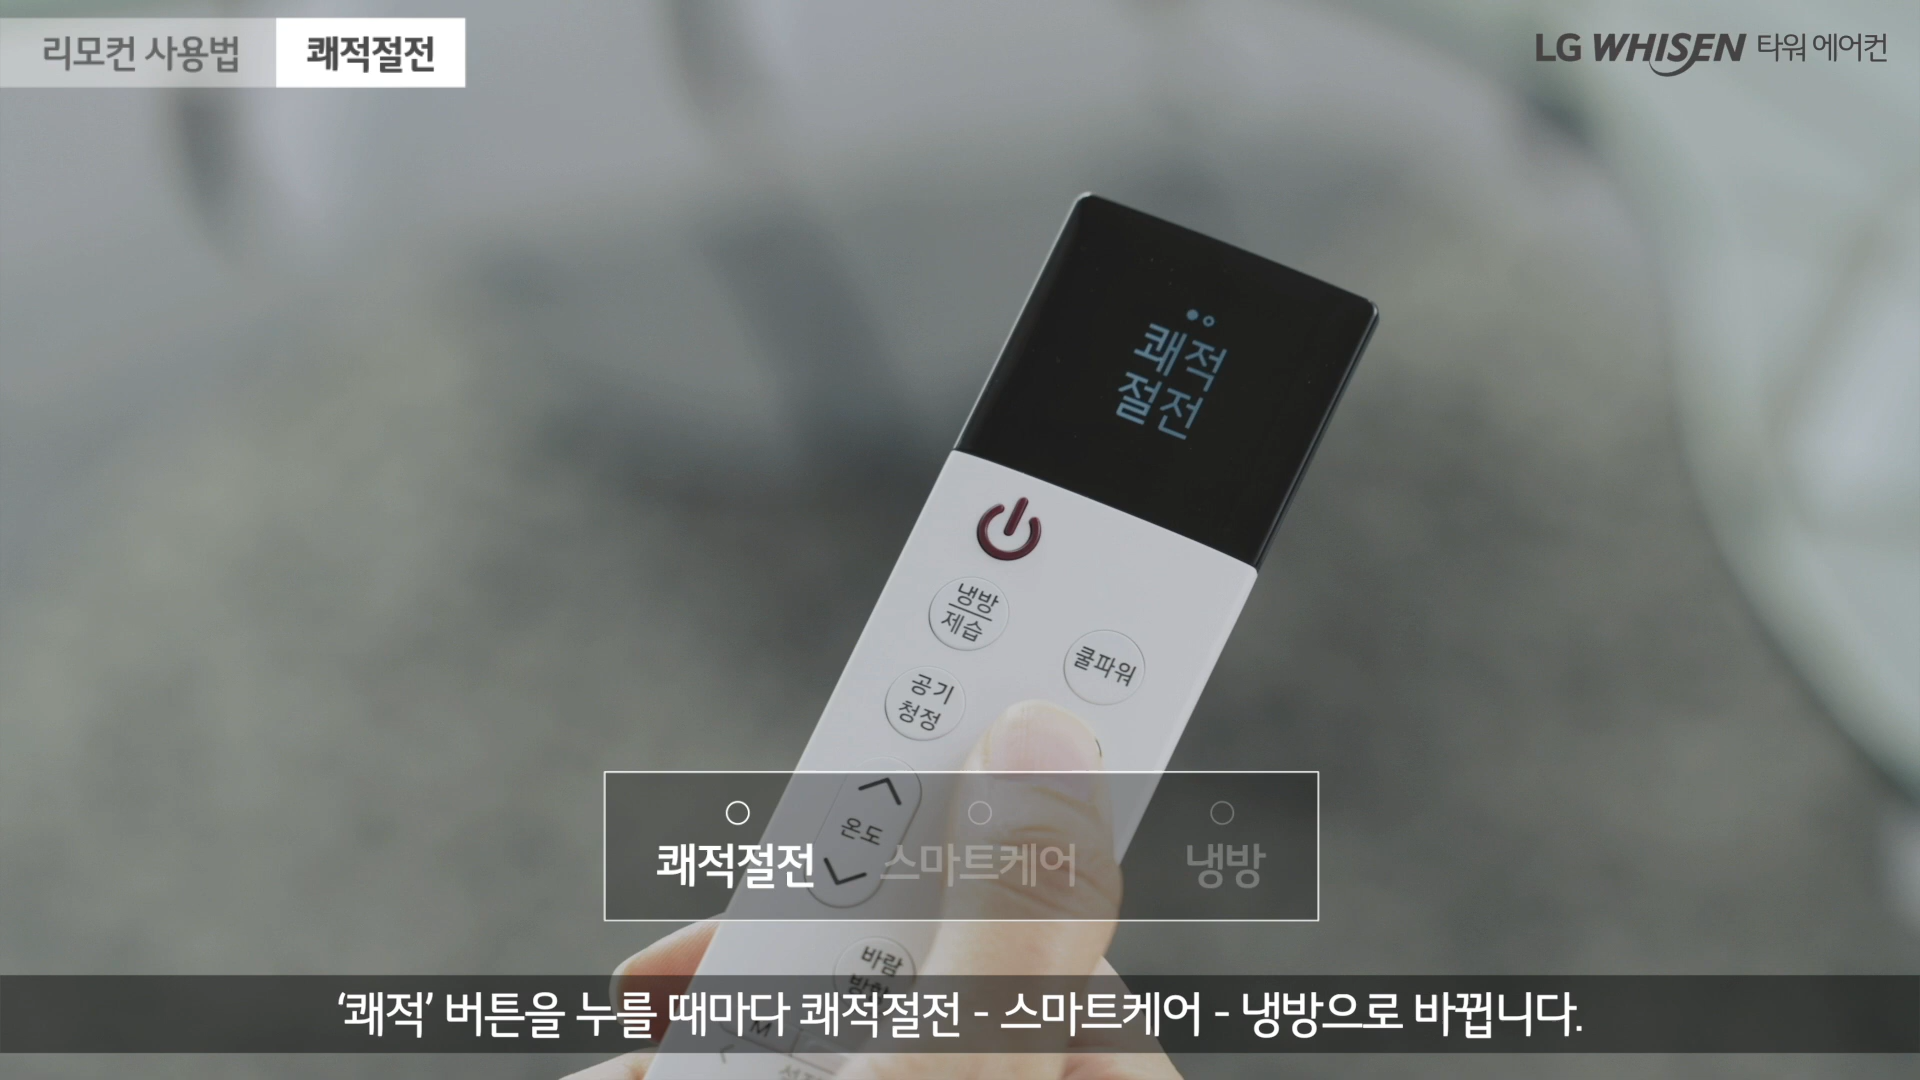 리모컨 사용법
쾌적절전
LG WHISEN 타워 에어컨
쾌적
절전
냉방
제습
쿨파워
공기
청정
온도
쾌적절전
스마트케어
냉방
바람
‘쾌적’ 버튼을 누를 때마다 쾌적절전 - 스마트케어 - 냉방으로 바뀝니다.